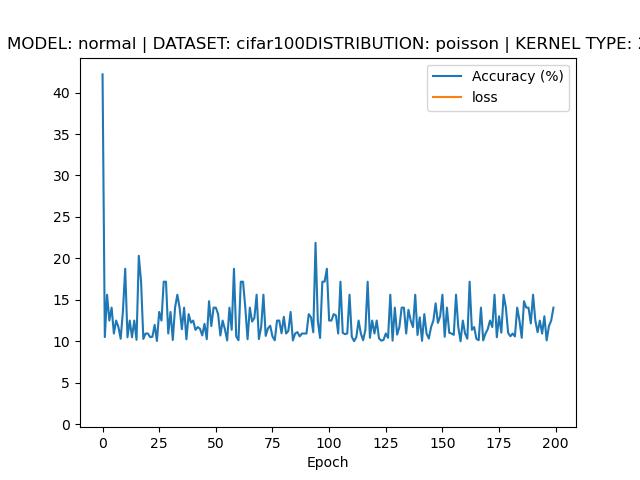 MODEL: normal | DATASET: cifar100DISTRIBUTION: poisson | KERNEL TYPE:
Accuracy (%)
loss
40
35
30
25
20
15
10
5
0
0 25 50 75 100 125 150 175 200
Epoch